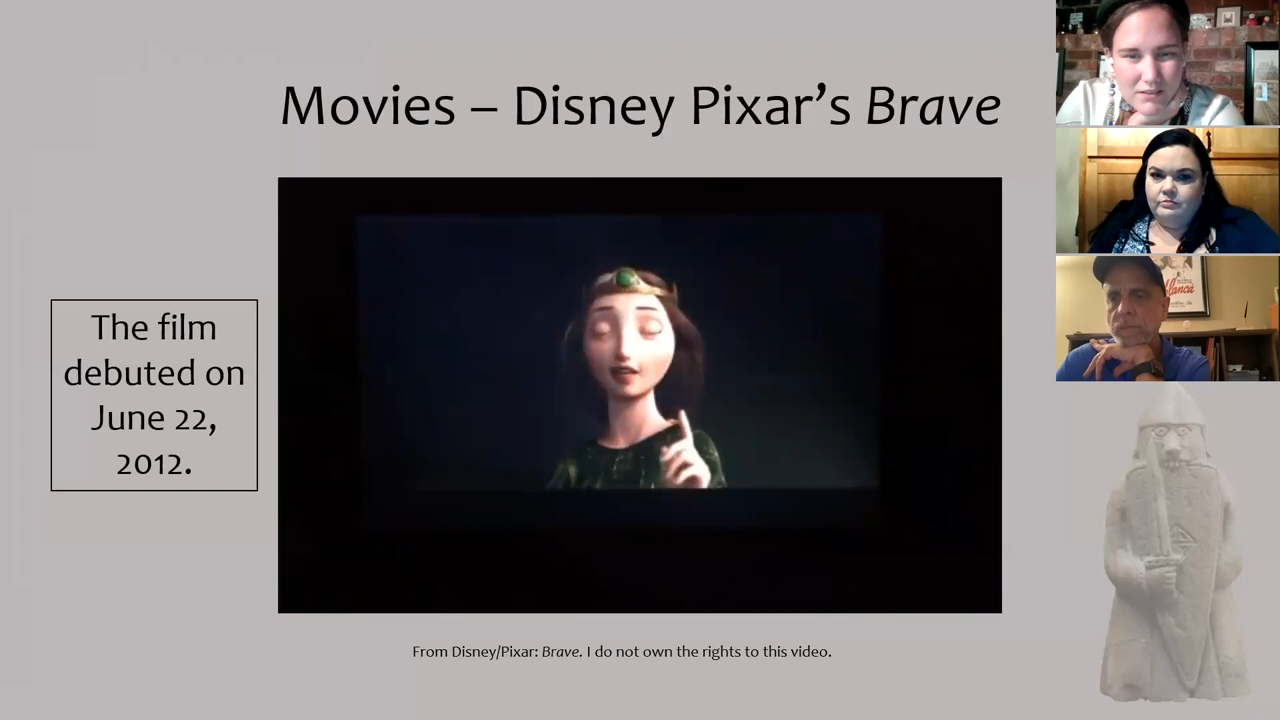 Movies – Disney Pixar’s Brave
The film
debuted on
June 22,
2012.
From Disney/Pixar: Brave. I do not own the rights to this video.
lanca